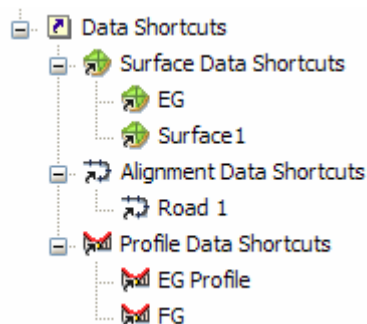 Data Shortcuts
Surface Data Shortcuts
EG
Surface1
Alignment Data Shortcuts
Road 1
Profile Data Shortcuts
EG Profile
FG